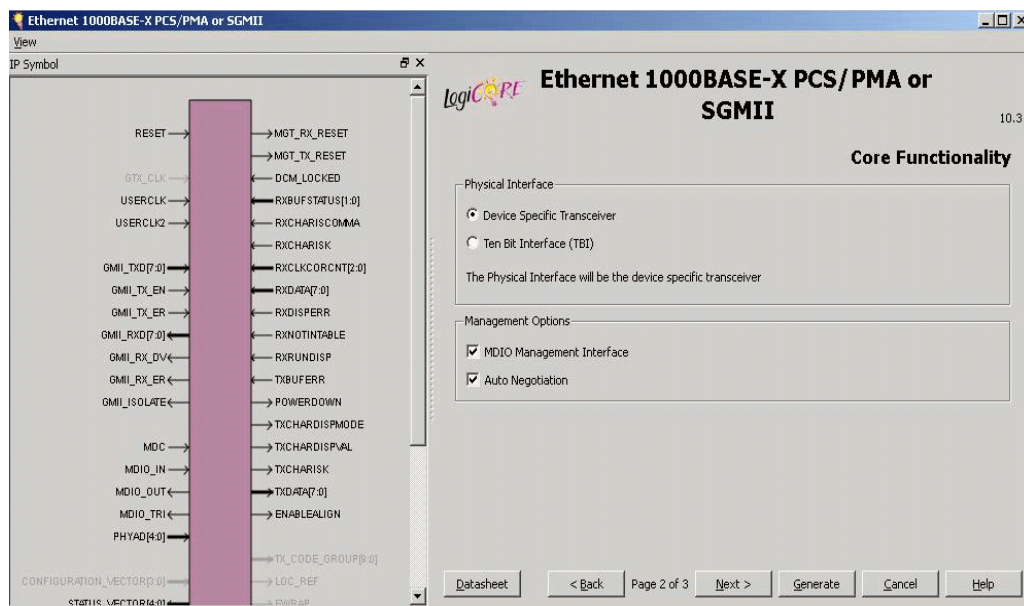 Ethernet 1000BASE-X PCS/PMA or SGMII
View
IP Symbol
RESET
GTX_CLK
USERCLK
USERCLK2
GMII_TXD[7:0]
GMII_TX_EN
GMII_TX_ER
GMII_RXD[7:0]
GMII_RX_DV
GMII_RX_ER
GMII_ISOLATE
MDC
MDIO_IN
MDIO_OUT
MDIO_TRI
PHYAD[4:0]
CONFIGURATION_VECTOR[3:0]
STATUS_VECTOR[4:0]
MGT_RX_RESET
MGT_TX_RESET
DCM_LOCKED
RXBUFSTATUS[1:0]
RXCHARISCOMMA
RXCHARISK
RXCLKCORCNT[2:0]
RXDATA[7:0]
RXDISPERR
RXNOTINTABLE
RXRUNDISP
TXBUFERR
POWERDOWN
TXCHARDISPMODE
TXCHARDISPVAL
TXCHARISK
TXDATA[7:0]
ENABLEALIGN
TX_CODE_GROUP[9:0]
LOC_REF
EWRAP
LogiCORE
Ethernet 1000BASE-X PCS/PMA or
SGMII
10.3
Core Functionality
Physical Interface
Device Specific Transceiver
Ten Bit Interface (TBI)
The Physical Interface will be the device specific transceiver
Management Options
MDIO Management Interface
Auto Negotiation
Datasheet
< Back
Page 2 of 3
Next >
Generate
Cancel
Help